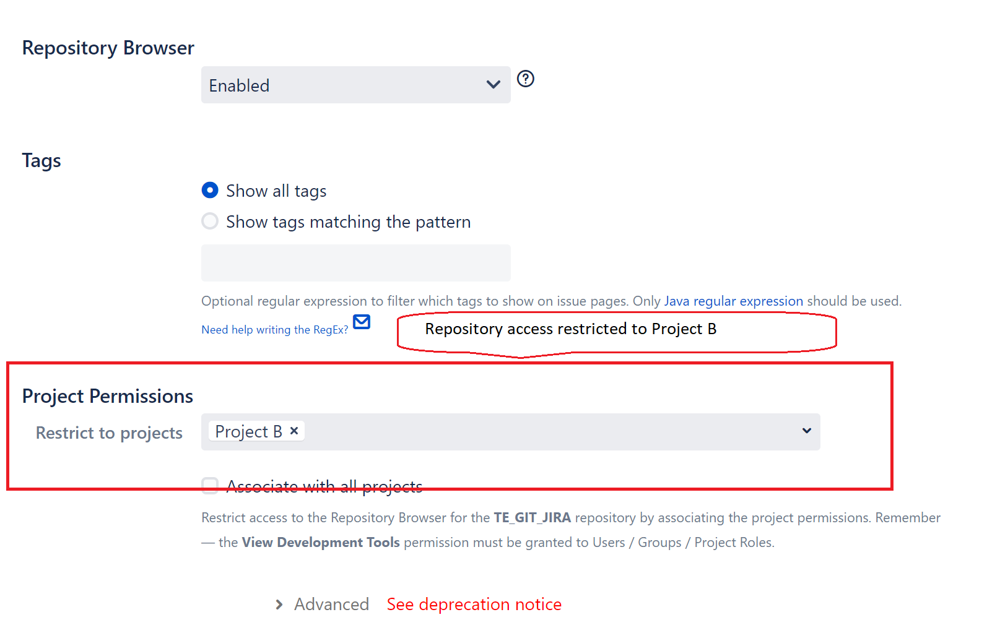 Repository Browser
Enabled
Tags
Show all tags
Show tags matching the pattern
Optional regular expression to filter which tags to show on issue pages. Only Java regular expression should be used.
Need help writing the RegEx?
Repository access restricted to Project B
Project Permissions
Restrict to projects
Project B ×
Associate with all projects
Restrict access to the Repository Browser for the TE_GIT_JIRA repository by associating the project permissions. Remember
— the View Development Tools permission must be granted to Users / Groups / Project Roles.
Advanced See deprecation notice